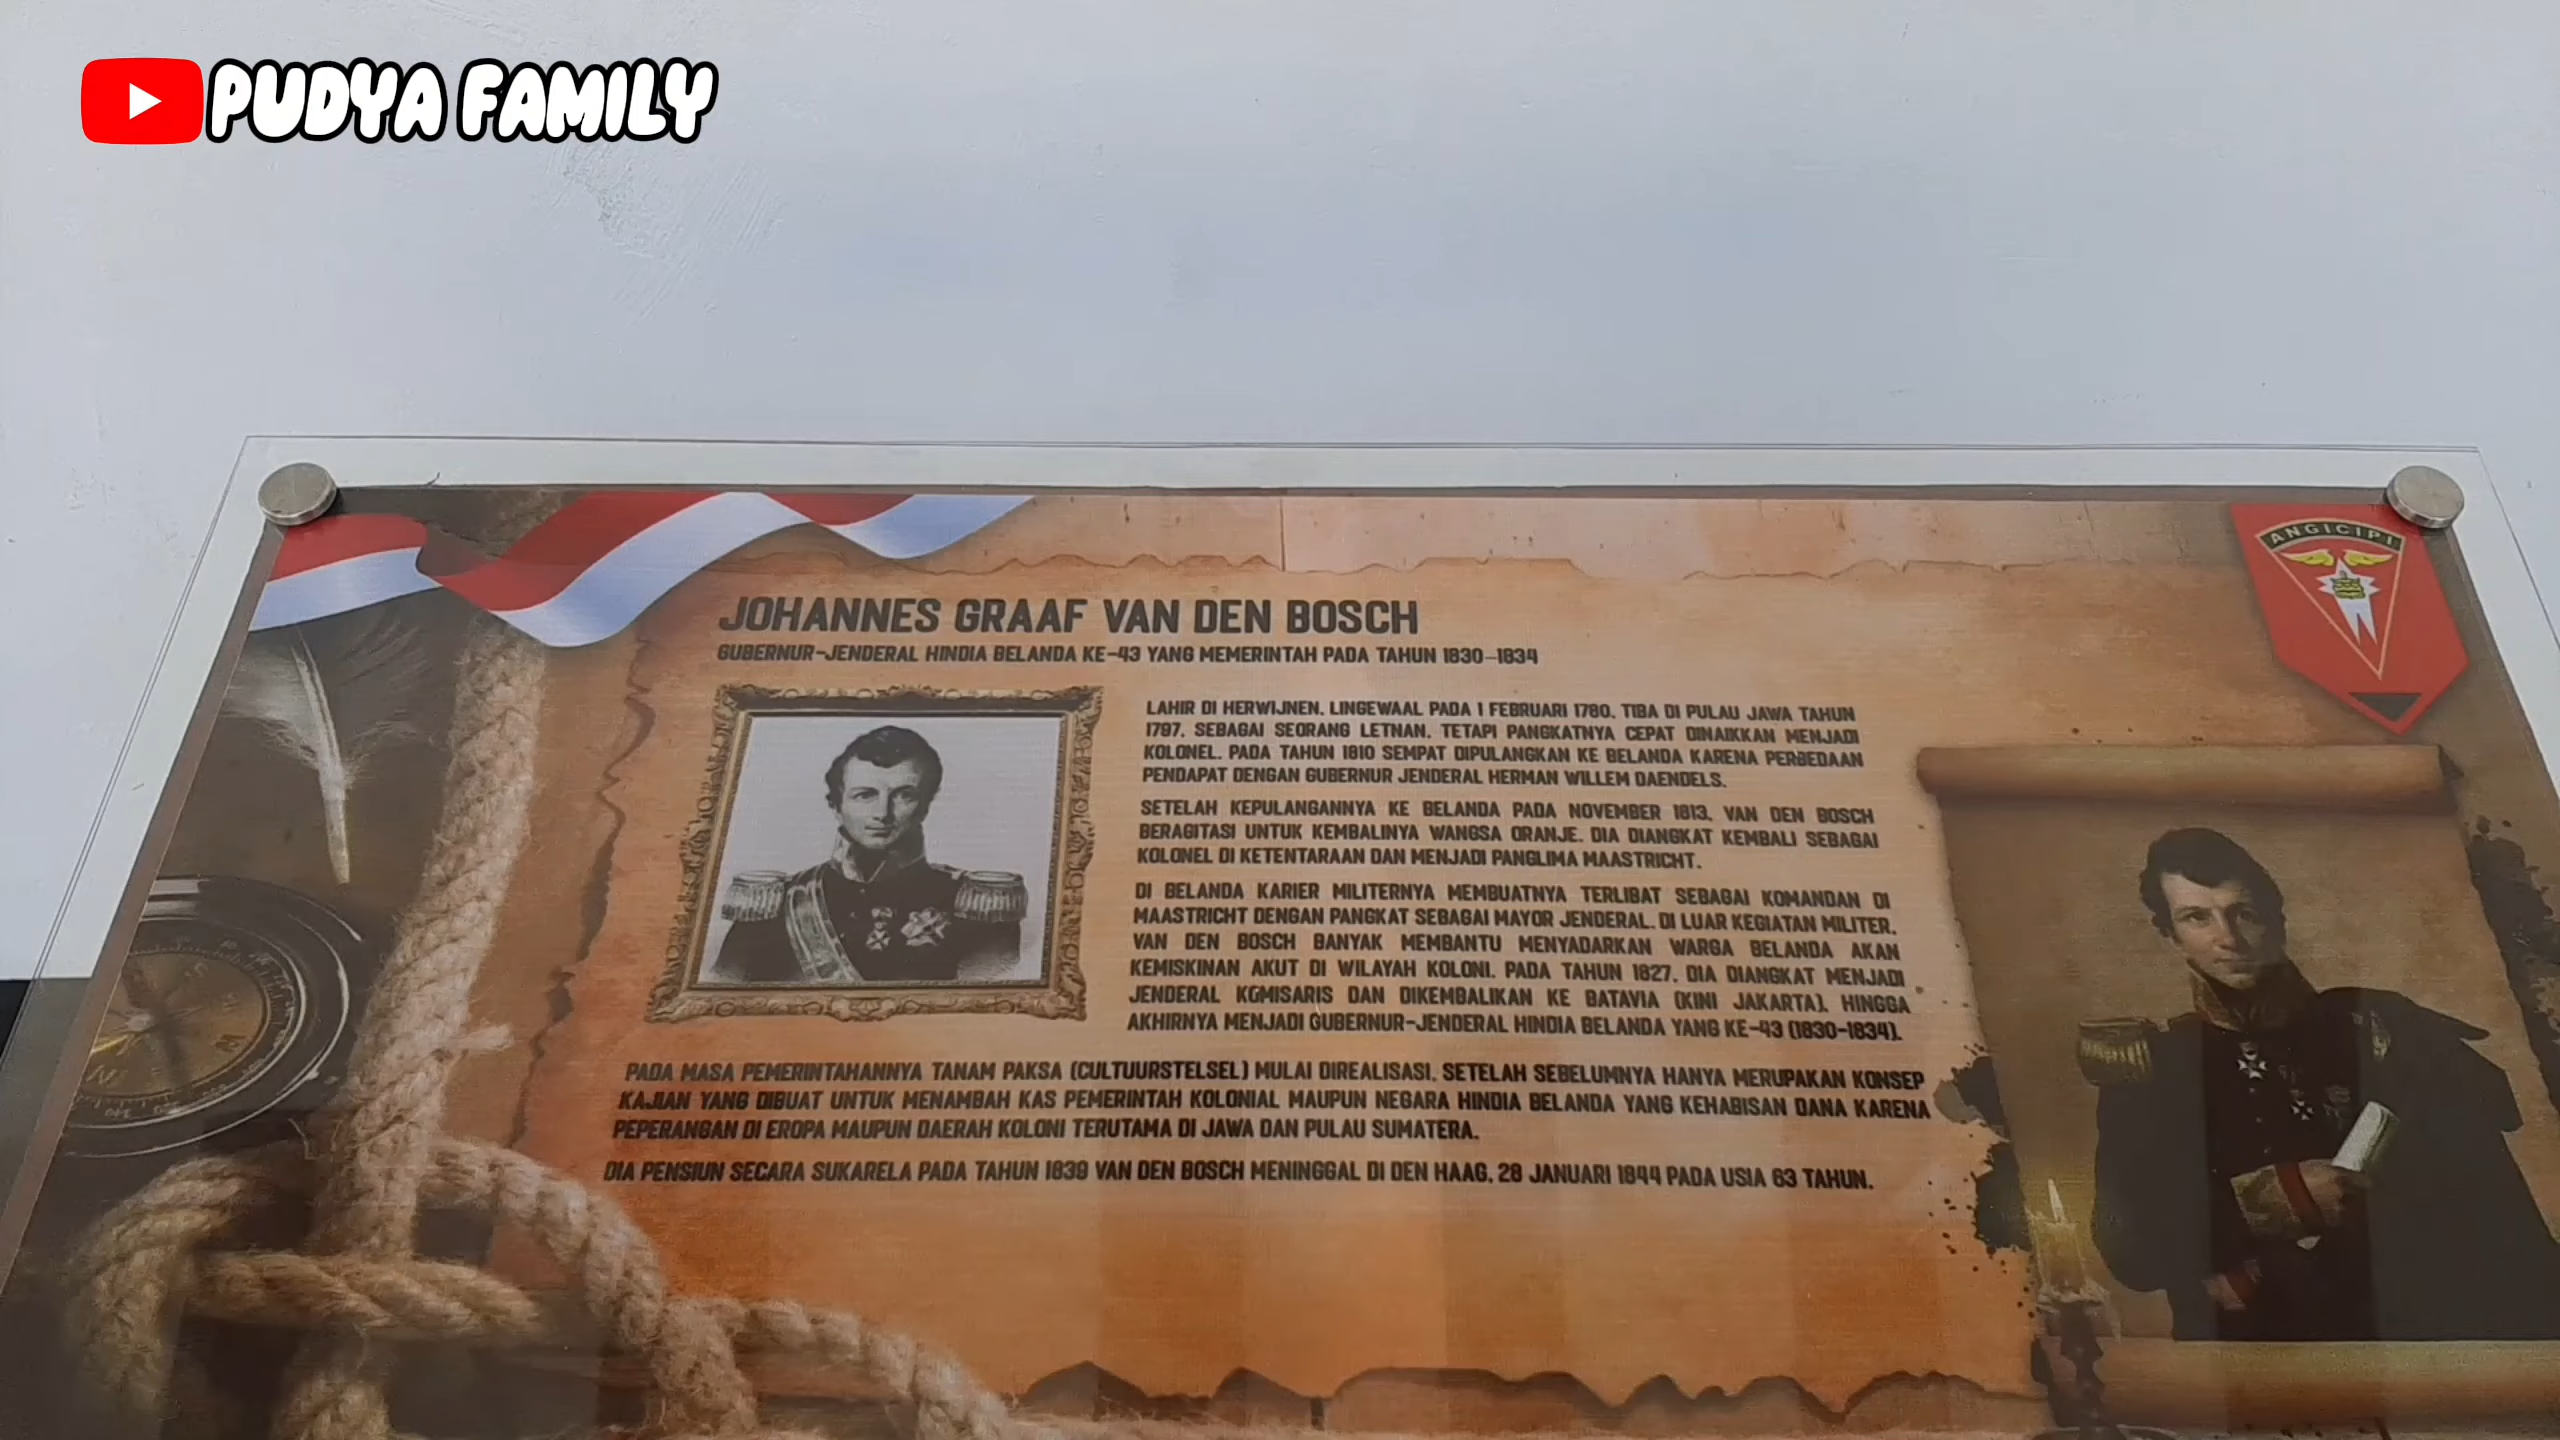 PUDYA FAMILY
ANGICIPI
JOHANNES GRAAF VAN DEN BOSCH
GUBERNUR-JENDERAL HINDIA BELANDA KE-43 YANG MEMERINTAH PADA TAHUN 1830-1834
LAHIR DI HERWIJNEN, LINGEWAAL PADA 1 FEBRUARI 1780. TIBA DI PULAU JAWA TAHUN
1797, SEBAGAI SEORANG LETNAN, TETAPI PANGKATNYA CEPAT DINAIKKAN MENJADI
KOLONEL. PADA TAHUN 1810 SEMPAT DIPULANGKAN KE BELANDA KARENA PERBEDAAN
PENDAPAT DENGAN GUBERNUR JENDERAL HERMAN WILLEM DAENDELS.
SETELAH KEPULANGANNYA KE BELANDA PADA NOVEMBER 1813, VAN DEN BOSCH
BERAGITASI UNTUK KEMBALINYA WANGSA ORANJE. DIA DIANGKAT KEMBALI SEBAGAI
KOLONEL DI KETENTARAAN DAN MENJADI PANGLIMA MAASTRICHT.
DI BELANDA KARIER MILITERNYA MEMBUATNYA TERLIBAT SEBAGAI KOMANDAN DI
MAASTRICHT DENGAN PANGKAT SEBAGAI MAYOR JENDERAL. DI LUAR KEGIATAN MILITER,
VAN DEN BOSCH BANYAK MEMBANTU MENYADARKAN WARGA BELANDA AKAN
KEMISKINAN AKUT DI WILAYAH KOLONI. PADA TAHUN 1827, DIA DIANGKAT MENJADI
JENDERAL KOMISARIS DAN DIKEMBALIKAN KE BATAVIA (KINI JAKARTA), HINGGA
AKHIRNYA MENJADI GUBERNUR-JENDERAL HINDIA BELANDA YANG KE-43 (1830-1834).
PADA MASA PEMERINTAHANNYA TANAM PAKSA (CULTUURSTELSEL) MULAI DIREALISASI, SETELAH SEBELUMNYA HANYA MERUPAKAN KONSEP
KAJIAN YANG DIBUAT UNTUK MENAMBAH KAS PEMERINTAH KOLONIAL MAUPUN NEGARA HINDIA BELANDA YANG KEHABISAN DANA KARENA
PEPERANGAN DI EROPA MAUPUN DAERAH KOLONI TERUTAMA DI JAWA DAN PULAU SUMATERA.
DIA PENSIUN SECARA SUKARELA PADA TAHUN 1839 VAN DEN BOSCH MENINGGAL DI DEN HAAG, 28 JANUARI 1844 PADA USIA 63 TAHUN.